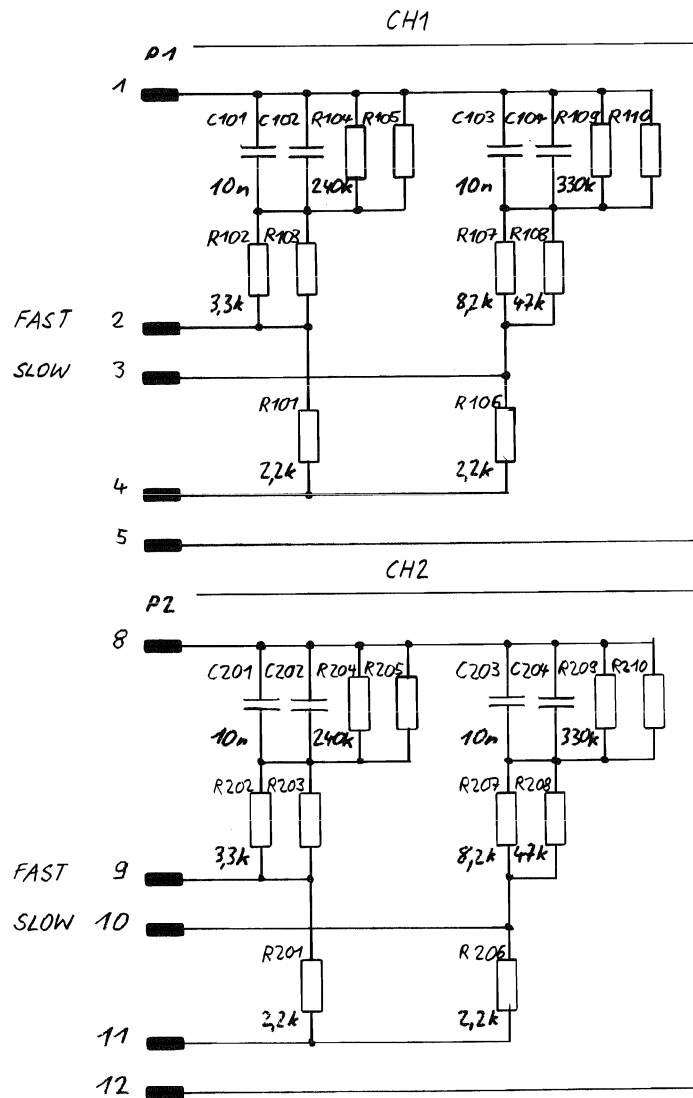 CH1
P1
1
C101 C102 R104 R105 C103 C104 R109 R110
10n 240k 10n 330k
R102 R103 R107 R108
3,3k 8,2k 47k
FAST 2
SLOW 3
R101 R106
2,2k 2,2k
4
5
CH2
P2
8
C201 C202 R204 R205 C203 C204 R209 R210
10n 240k 10n 330k
R202 R203 R207 R208
3,3k 8,2k 47k
FAST 9
SLOW 10
R201 R206
2,2k 2,2k
11
12